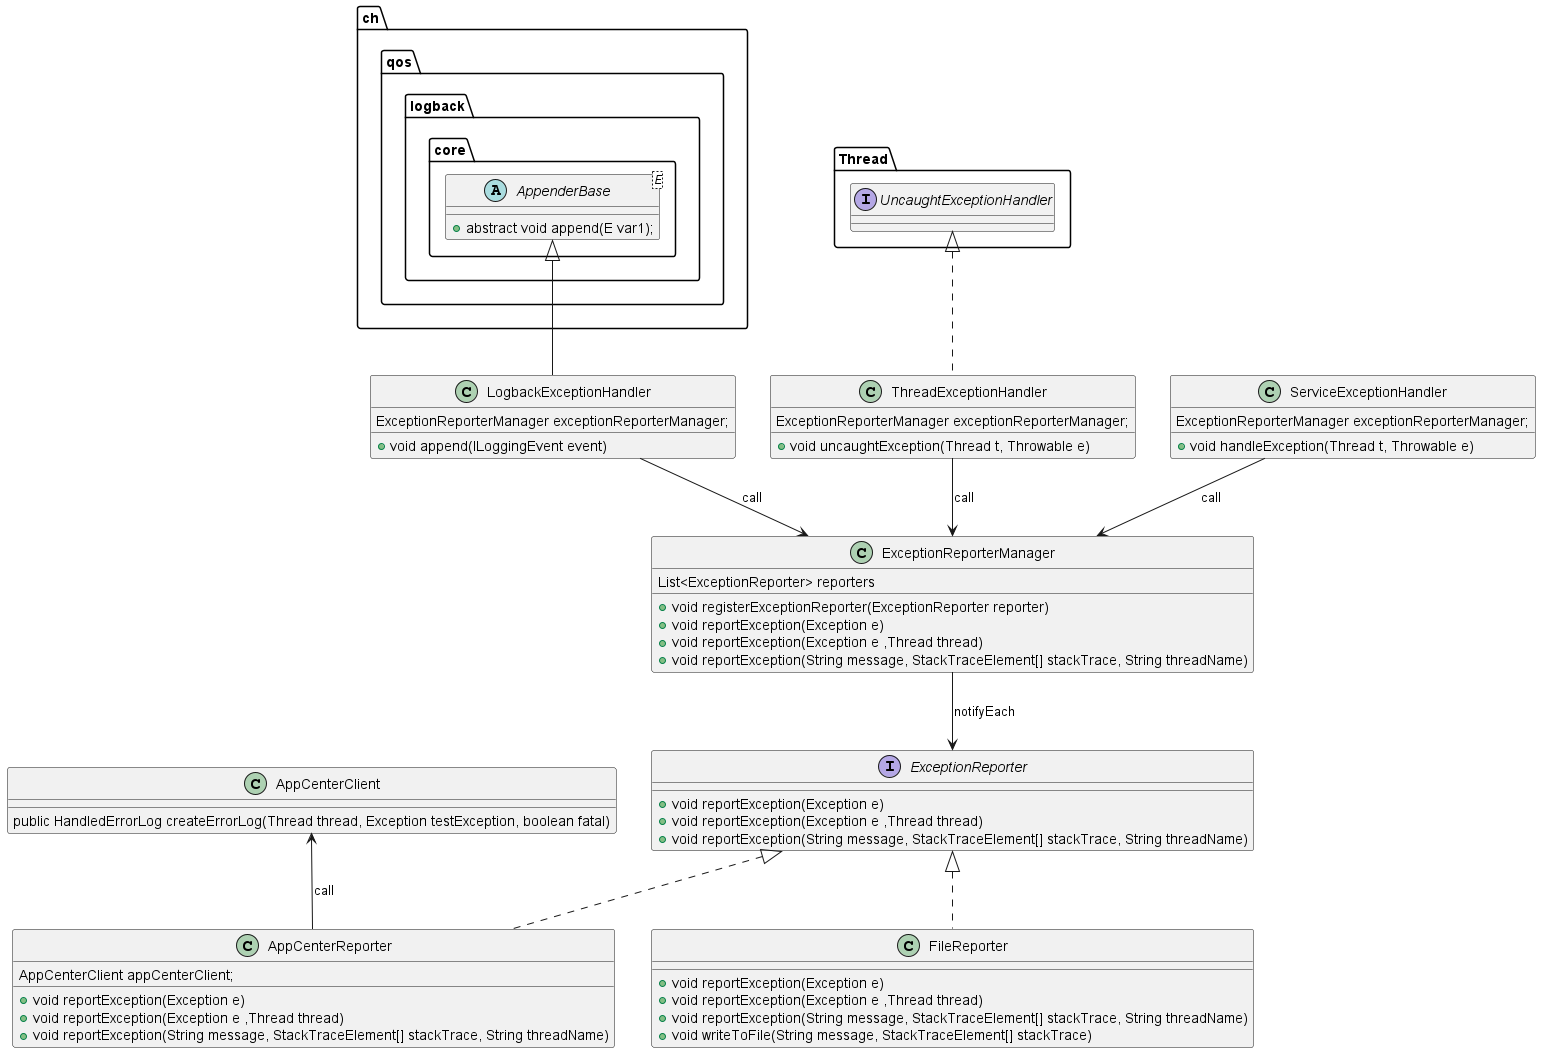 ch
qos
logback
core
A AppenderBase E
abstract void append(E var1);
Thread
I UncaughtExceptionHandler
C LogbackExceptionHandler
ExceptionReporterManager exceptionReporterManager;
void append(ILoggingEvent event)
C ThreadExceptionHandler
ExceptionReporterManager exceptionReporterManager;
void uncaughtException(Thread t, Throwable e)
C ServiceExceptionHandler
ExceptionReporterManager exceptionReporterManager;
void handleException(Thread t, Throwable e)
call
call
call
C ExceptionReporterManager
List<ExceptionReporter> reporters
void registerExceptionReporter(ExceptionReporter reporter)
void reportException(Exception e)
void reportException(Exception e ,Thread thread)
void reportException(String message, StackTraceElement[] stackTrace, String threadName)
notifyEach
C AppCenterClient
public HandledErrorLog createErrorLog(Thread thread, Exception testException, boolean fatal)
I ExceptionReporter
void reportException(Exception e)
void reportException(Exception e ,Thread thread)
void reportException(String message, StackTraceElement[] stackTrace, String threadName)
call
C AppCenterReporter
AppCenterClient appCenterClient;
void reportException(Exception e)
void reportException(Exception e ,Thread thread)
void reportException(String message, StackTraceElement[] stackTrace, String threadName)
C FileReporter
void reportException(Exception e)
void reportException(Exception e ,Thread thread)
void reportException(String message, StackTraceElement[] stackTrace, String threadName)
void writeToFile(String message, StackTraceElement[] stackTrace)